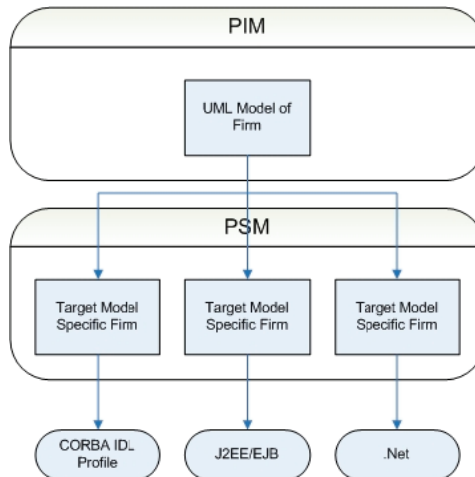 PIM
UML Model of
Firm
PSM
Target Model
Specific Firm
Target Model
Specific Firm
Target Model
Specific Firm
CORBA IDL
Profile
J2EE/EJB
.Net